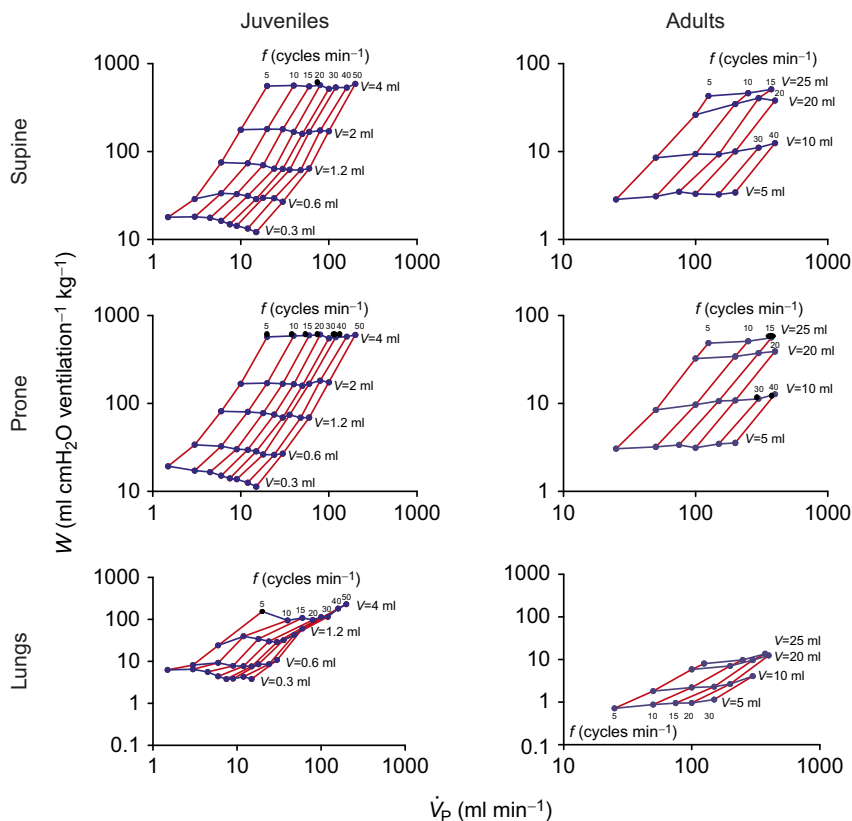 Juveniles
Adults
Supine
Prone
Lungs
W (ml cmH₂O ventilation⁻¹ kg⁻¹)
V̇P (ml min⁻¹)
f (cycles min⁻¹)
5 10 15 20 30 40 50
V=4 ml
V=2 ml
V=1.2 ml
V=0.6 ml
V=0.3 ml
1000
100
10
1 10 100 1000
f (cycles min⁻¹)
5 10 15
V=25 ml
20
V=20 ml
30 40
V=10 ml
V=5 ml
100
10
1
10 100 1000
f (cycles min⁻¹)
5 10 15 20 30 40 50
V=4 ml
V=2 ml
V=1.2 ml
V=0.6 ml
V=0.3 ml
1000
100
10
1 10 100 1000
f (cycles min⁻¹)
5 10 15
V=25 ml
20
V=20 ml
30 40
V=10 ml
V=5 ml
100
10
1
10 100 1000
f (cycles min⁻¹)
5 10 15 20 30 40 50
V=4 ml
V=1.2 ml
V=0.6 ml
V=0.3 ml
1000
100
10
1
0.1
1 10 100 1000
V=25 ml
V=20 ml
V=10 ml
V=5 ml
5 10 15 20 30
f (cycles min⁻¹)
1000
100
10
1
0.1
10 100 1000